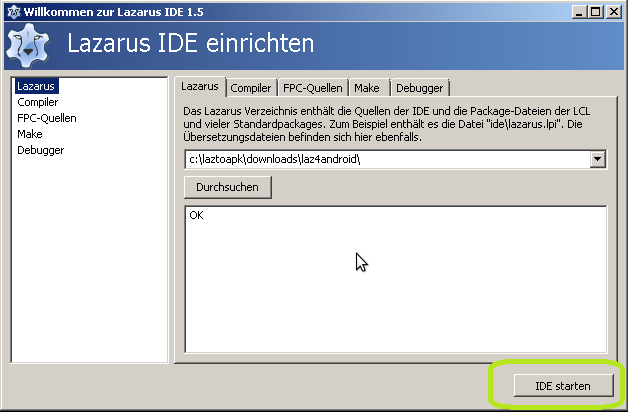 Willkommen zur Lazarus IDE 1.5
Lazarus IDE einrichten
Lazarus
Compiler
FPC-Quellen
Make
Debugger
Lazarus Compiler FPC-Quellen Make Debugger
Das Lazarus Verzeichnis enthält die Quellen der IDE und die Package-Dateien der LCL
und vieler Standardpackages. Zum Beispiel enthält es die Datei "ide\lazarus.lpi". Die
Übersetzungsdateien befinden sich hier ebenfalls.
c:\laztoapk\downloads\laz4android\
Durchsuchen
OK
IDE starten